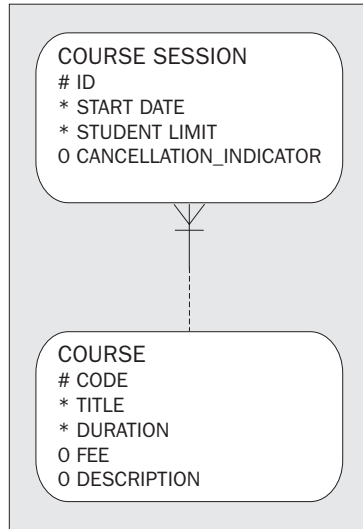 COURSE SESSION
# ID
* START DATE
* STUDENT LIMIT
O CANCELLATION_INDICATOR
COURSE
# CODE
* TITLE
* DURATION
O FEE
O DESCRIPTION